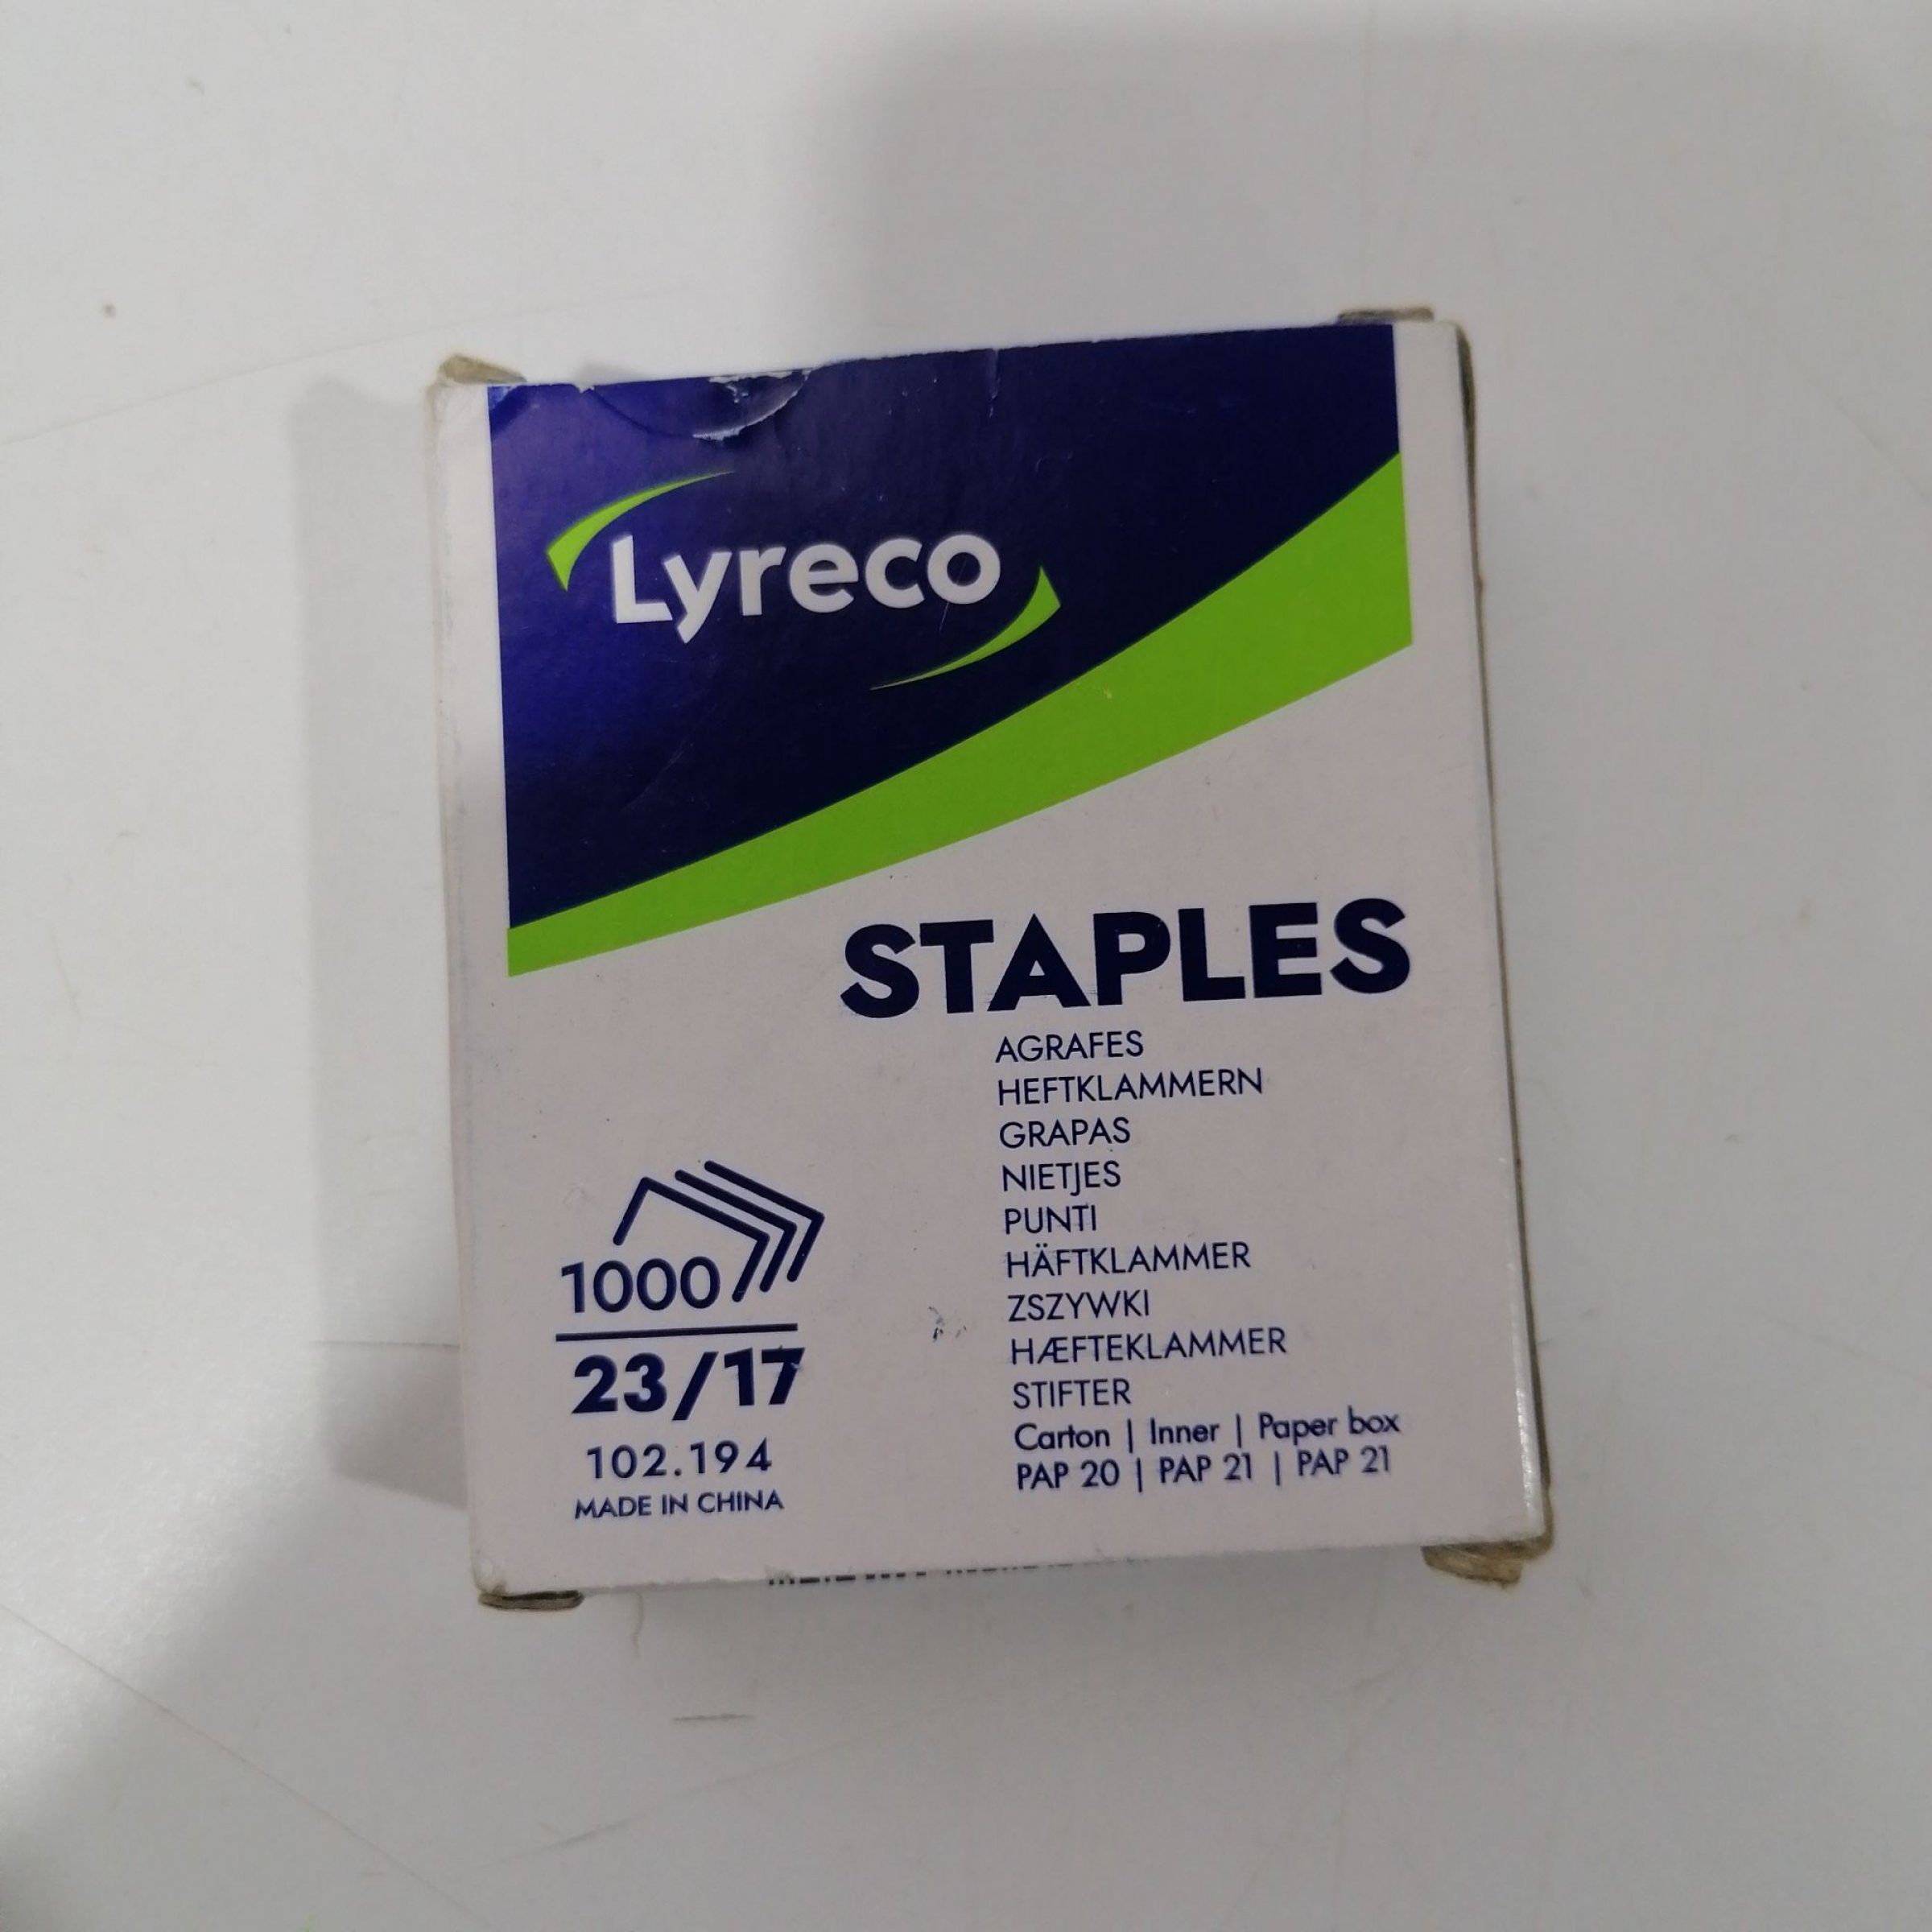 Lyreco
STAPLES
AGRAFES
HEFTKLAMMERN
GRAPAS
NIETJES
PUNTI
HÄFTKLAMMER
ZSZYWKI
HÆFTEKLAMMER
STIFTER
Carton | Inner | Paper box
PAP 20 | PAP 21 | PAP 21
1000
23/17
102.194
MADE IN CHINA